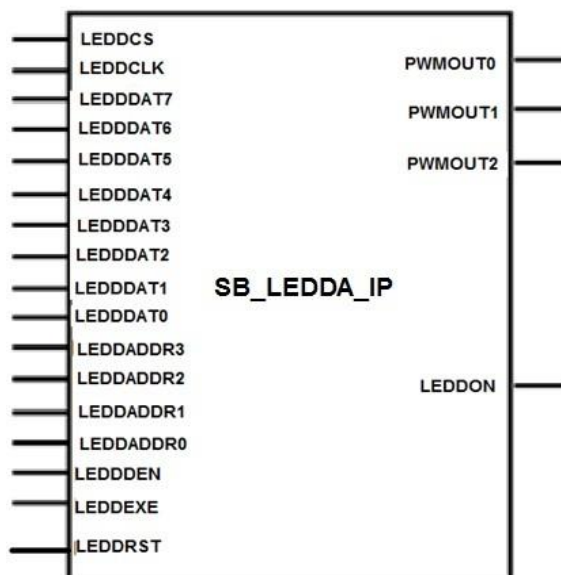 LEDDCS
LEDDCLK
LEDDDAT7
LEDDDAT6
LEDDDAT5
LEDDDAT4
LEDDDAT3
LEDDDAT2
LEDDDAT1
LEDDDAT0
LEDDADDR3
LEDDADDR2
LEDDADDR1
LEDDADDR0
LEDDDEN
LEDDEXE
LEDDRST
SB_LEDDA_IP
PWMOUT0
PWMOUT1
PWMOUT2
LEDDON